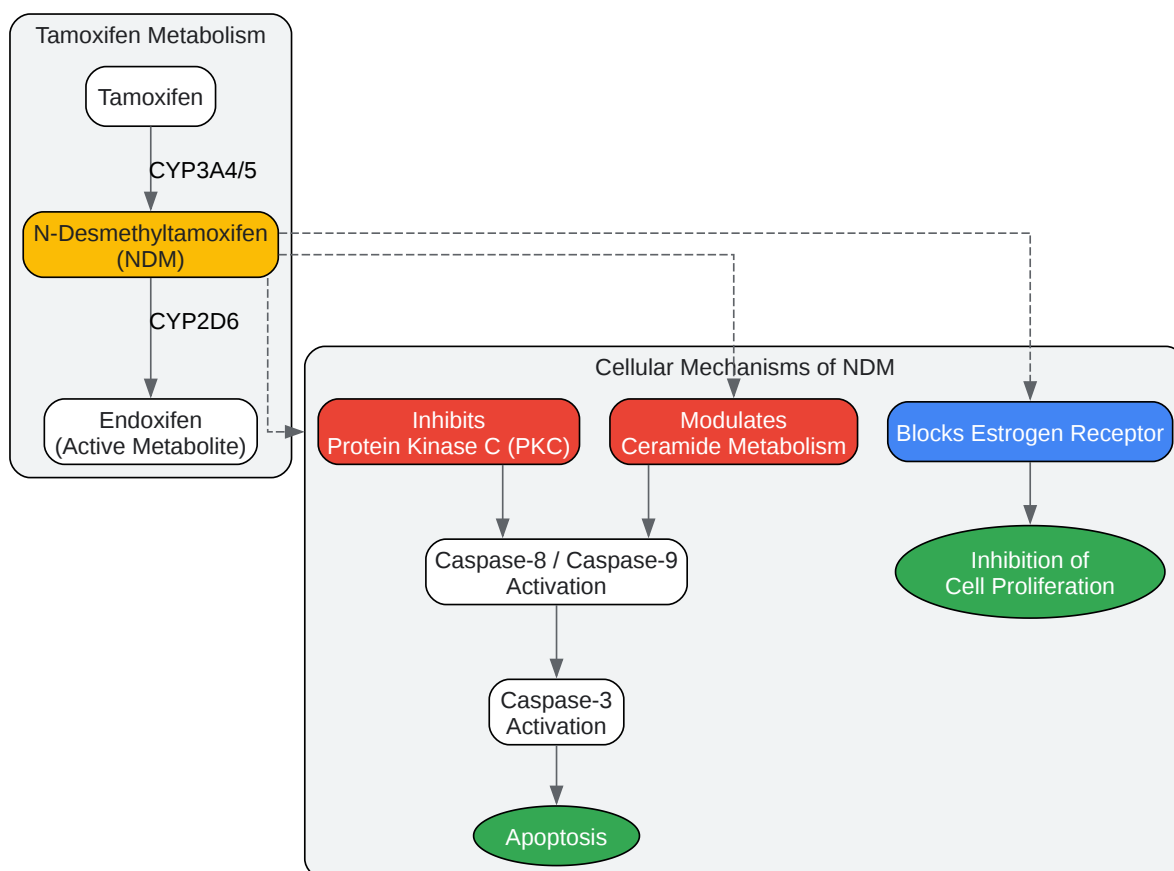 Tamoxifen Metabolism
Tamoxifen
CYP3A4/5
N-Desmethyltamoxifen
(NDM)
CYP2D6
Endoxifen
(Active Metabolite)
Cellular Mechanisms of NDM
Inhibits
Protein Kinase C (PKC)
Modulates
Ceramide Metabolism
Blocks Estrogen Receptor
Caspase-8 / Caspase-9
Activation
Inhibition of
Cell Proliferation
Caspase-3
Activation
Apoptosis